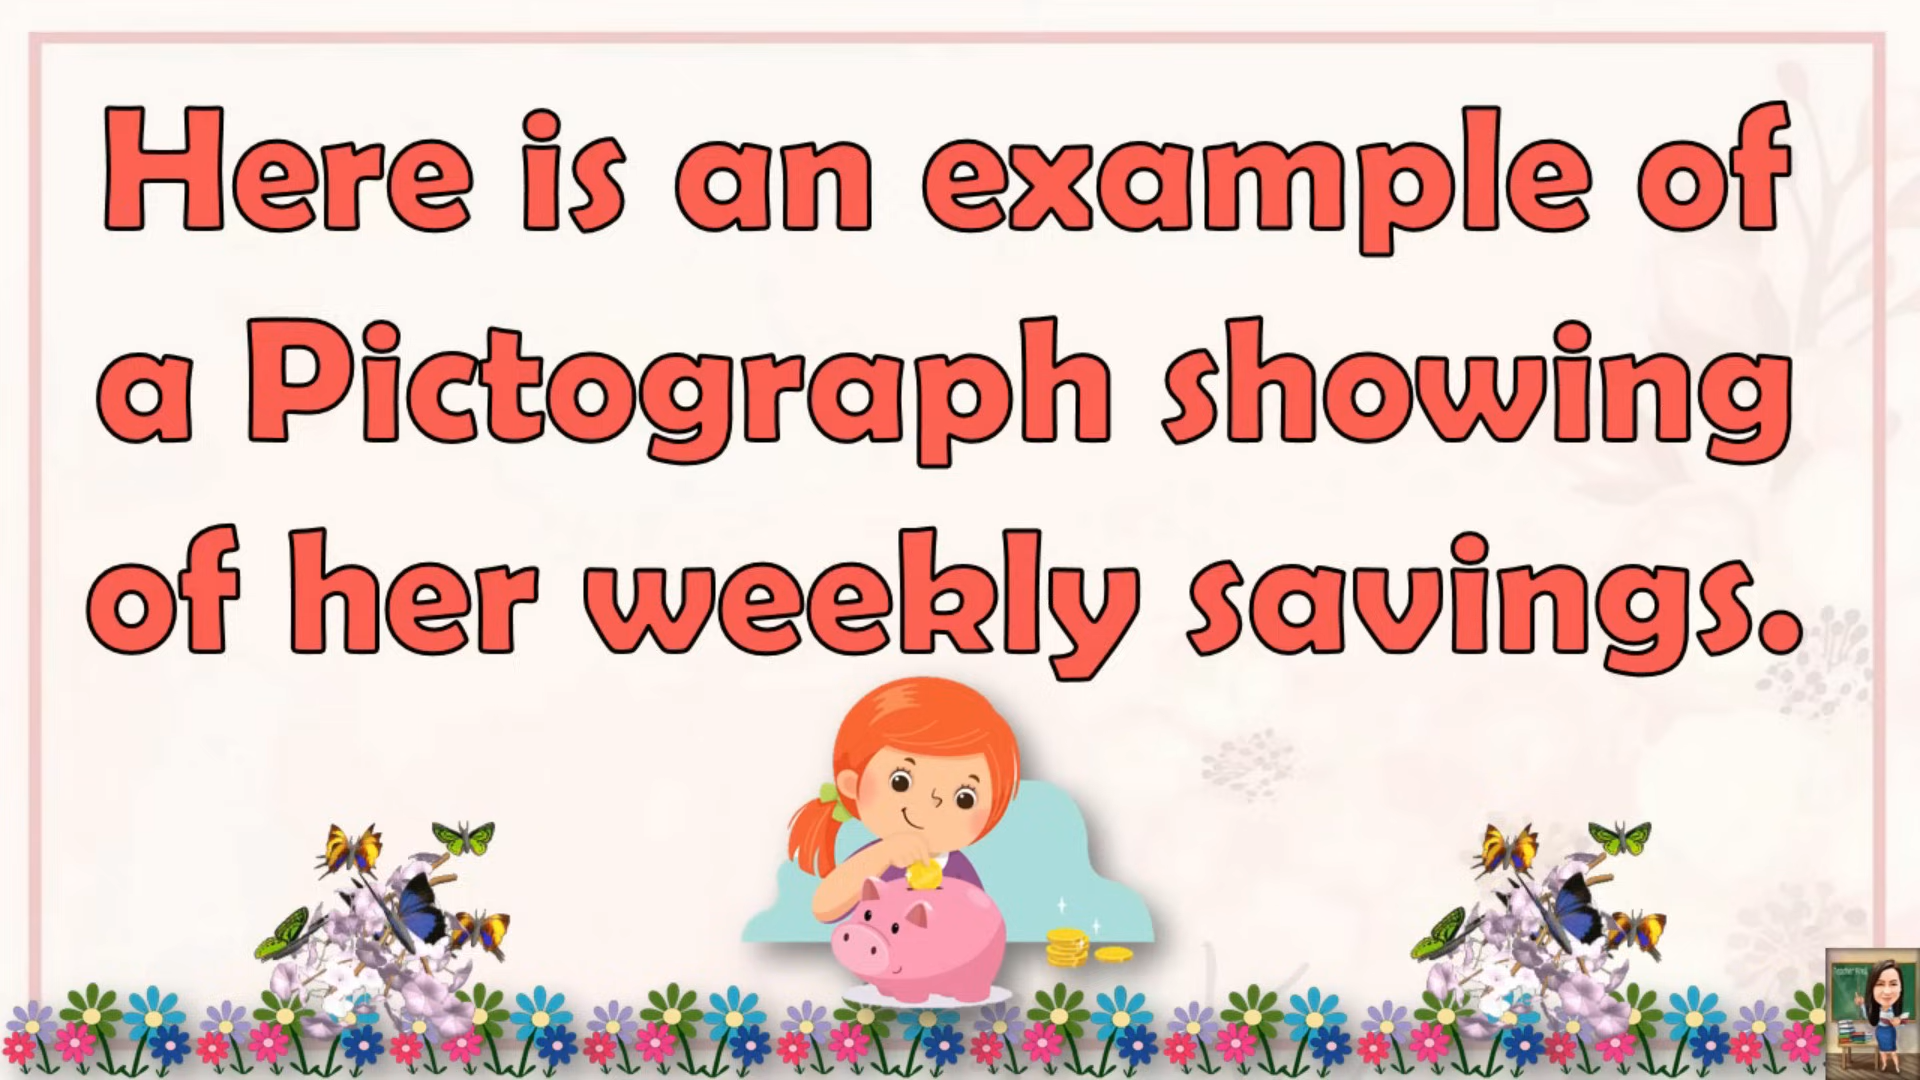 Here is an example of
a Pictograph showing
of her weekly savings.